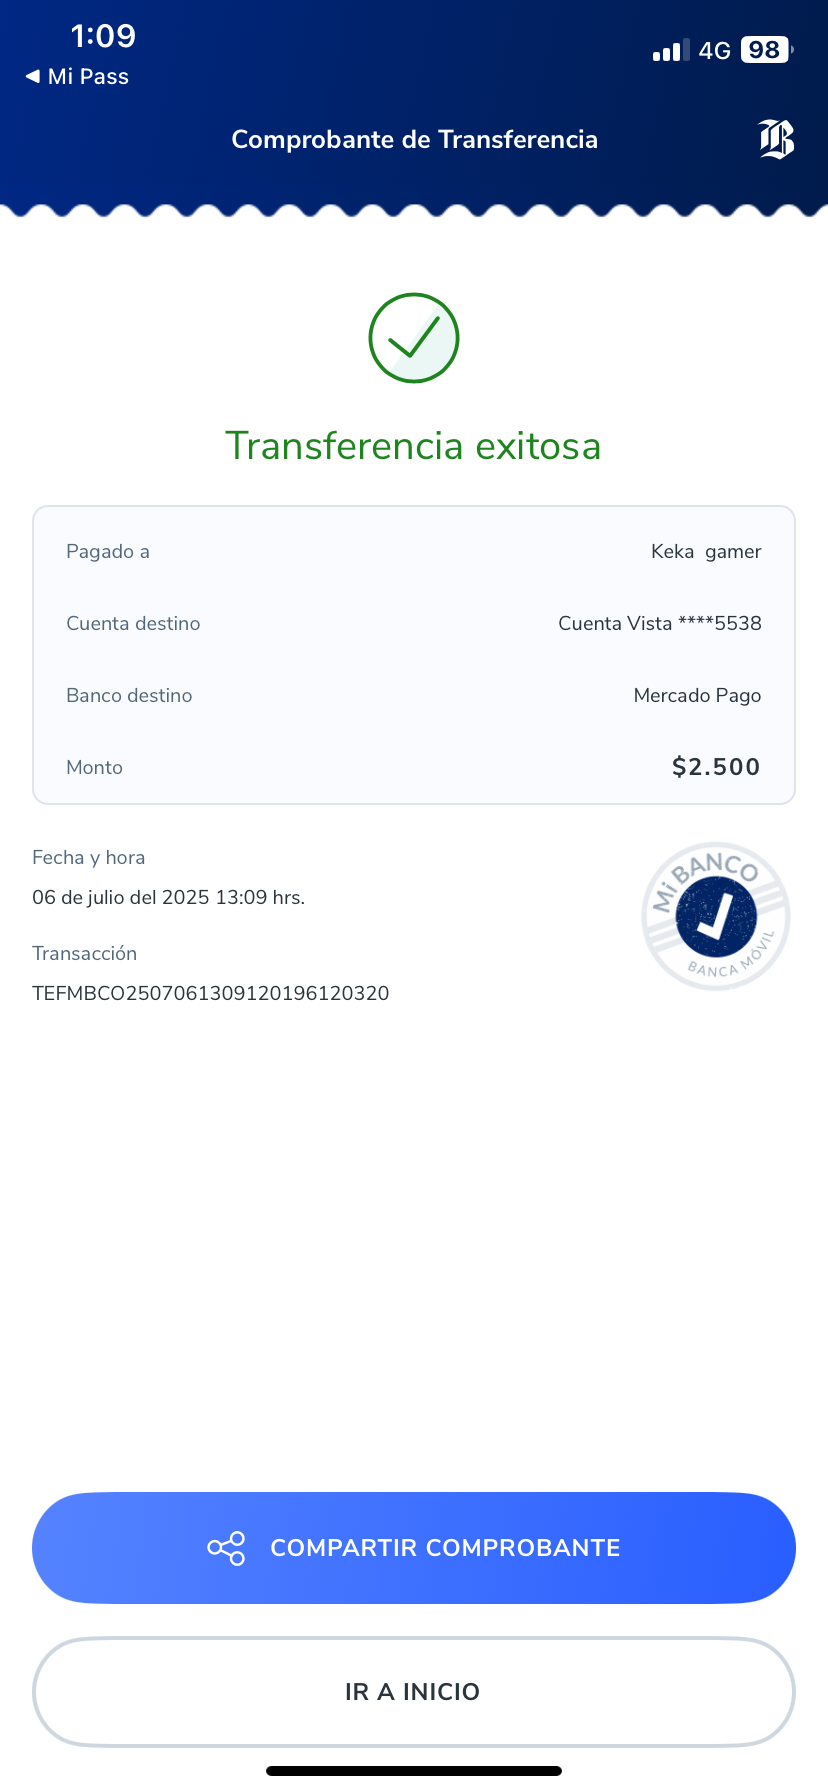 1:09
4G 98
◀ Mi Pass
Comprobante de Transferencia
B
Transferencia exitosa
Pagado a Keka gamer
Cuenta destino Cuenta Vista ****5538
Banco destino Mercado Pago
Monto $2.500
Fecha y hora
06 de julio del 2025 13:09 hrs.
Mi BANCO
BANCA MÓVIL
Transacción
TEFMBCO2507061309120196120320
COMPARTIR COMPROBANTE
IR A INICIO